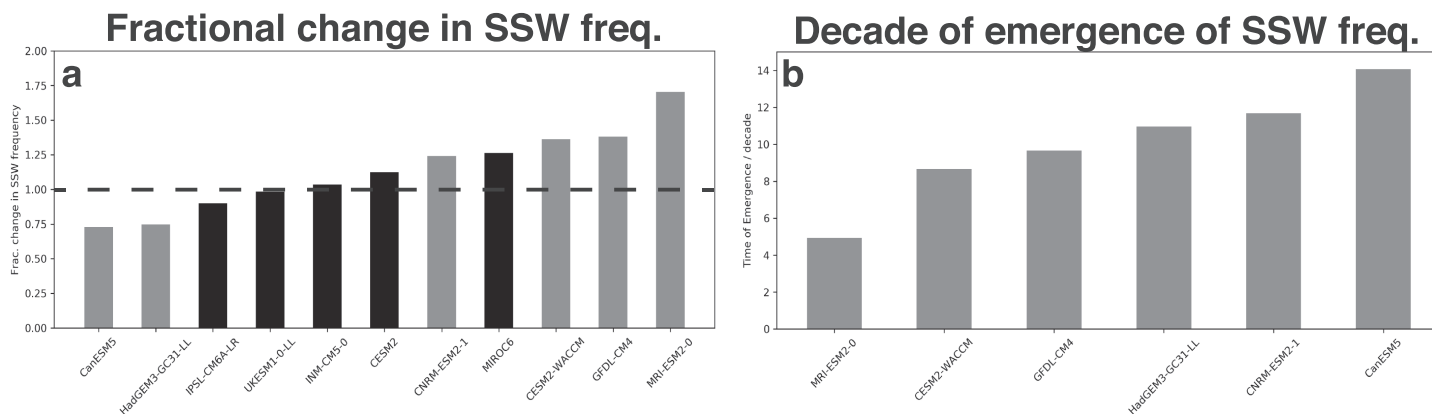 Fractional change in SSW freq.
a
Frac. change in SSW frequency
2.00
1.75
1.50
1.25
1.00
0.75
0.50
0.25
0.00
CanESM5
HadGEM3-GC31-LL
IPSL-CM6A-LR
UKESM1-0-LL
INM-CM5-0
CESM2
CNRM-ESM2-1
MIROC6
CESM2-WACCM
GFDL-CM4
MRI-ESM2-0
Decade of emergence of SSW freq.
b
Time of Emergence / decade
14
12
10
8
6
4
2
0
MRI-ESM2-0
CESM2-WACCM
GFDL-CM4
HadGEM3-GC31-LL
CNRM-ESM2-1
CanESM5